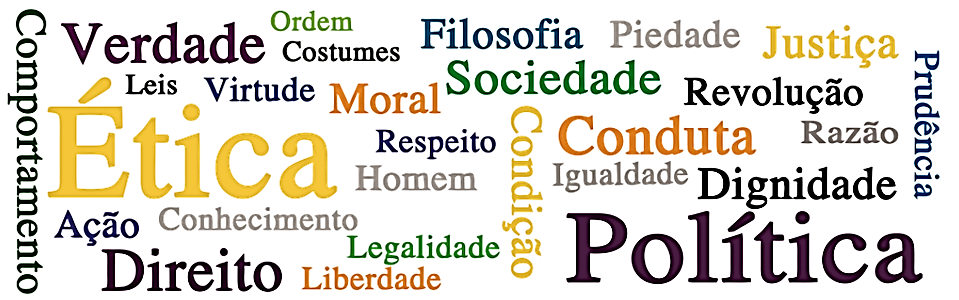 Comportamento
Verdade
Ordem
Costumes
Filosofia
Piedade
Justiça
Prudência
Leis
Virtude
Moral
Sociedade
Revolução
Ética
Respeito
Condição
Conduta
Razão
Homem
Igualdade
Dignidade
Ação
Conhecimento
Legalidade
Política
Direito
Liberdade